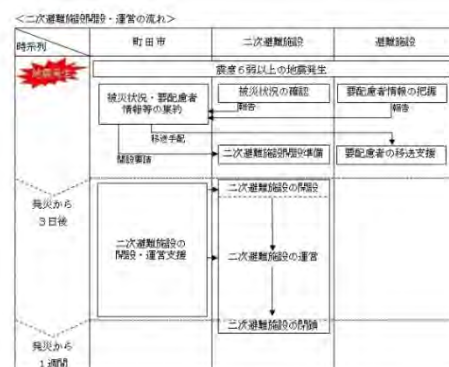 ＜二次避難施設開設・運営の流れ＞
時系列
町田市
二次避難施設
避難施設
地震発生
震度６弱以上の地震発生
被災状況・要配慮者
情報等の集約
被災状況の確認
要配慮者情報の把握
報告
報告
移送手配
開設要請
二次避難施設開設準備
要配慮者の移送支援
発災から
３日後
二次避難施設の開設
二次避難施設の
開設・運営支援
二次避難施設の運営
二次避難施設の閉鎖
発災から
１週間